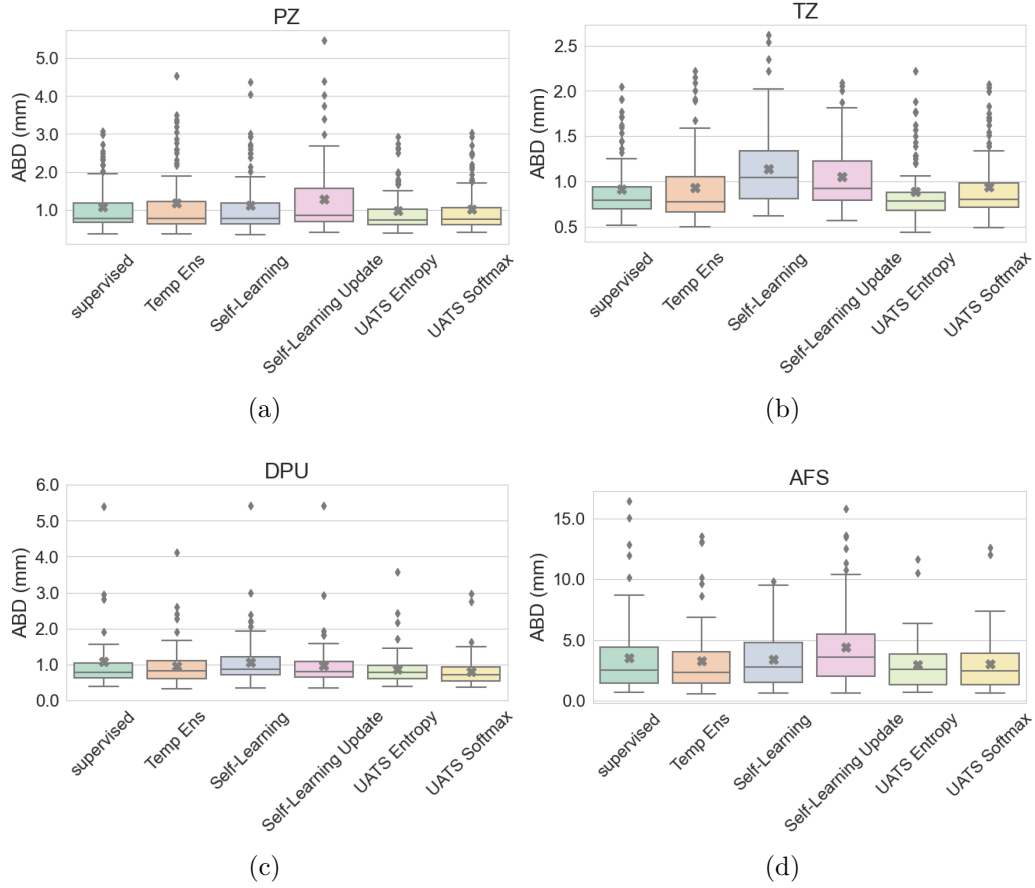 PZ
ABD (mm)
5.0
4.0
3.0
2.0
1.0
supervised
Temp Ens
Self-Learning
Self-Learning Update
UATS Entropy
UATS Softmax
(a)
TZ
ABD (mm)
2.5
2.0
1.5
1.0
0.5
supervised
Temp Ens
Self-Learning
Self-Learning Update
UATS Entropy
UATS Softmax
(b)
DPU
ABD (mm)
6.0
5.0
4.0
3.0
2.0
1.0
0.0
supervised
Temp Ens
Self-Learning
Self-Learning Update
UATS Entropy
UATS Softmax
(c)
AFS
ABD (mm)
15.0
10.0
5.0
0.0
supervised
Temp Ens
Self-Learning
Self-Learning Update
UATS Entropy
UATS Softmax
(d)